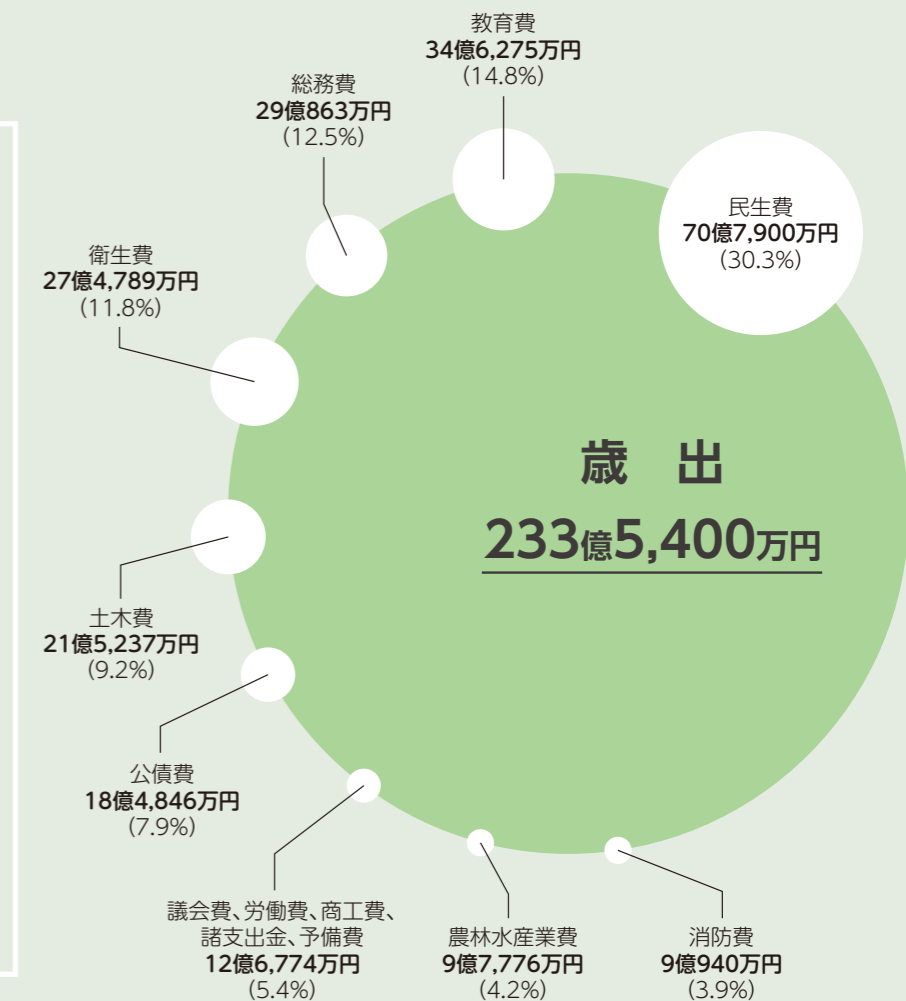 教育費
34億6,275万円
(14.8%)
総務費
29億863万円
(12.5%)
民生費
70億7,900万円
(30.3%)
衛生費
27億4,789万円
(11.8%)
歳 出
233億5,400万円
土木費
21億5,237万円
(9.2%)
公債費
18億4,846万円
(7.9%)
議会費、労働費、商工費、
諸支出金、予備費
12億6,774万円
(5.4%)
農林水産業費
9億7,776万円
(4.2%)
消防費
9億940万円
(3.9%)